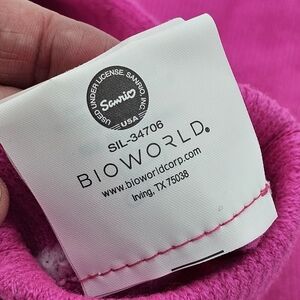 USED UNDER LICENSE. SANRIO, INC.
Sanrio
USA
SIL-34706
BIOWORLD®
www.bioworldcorp.com
Irving, TX 75038